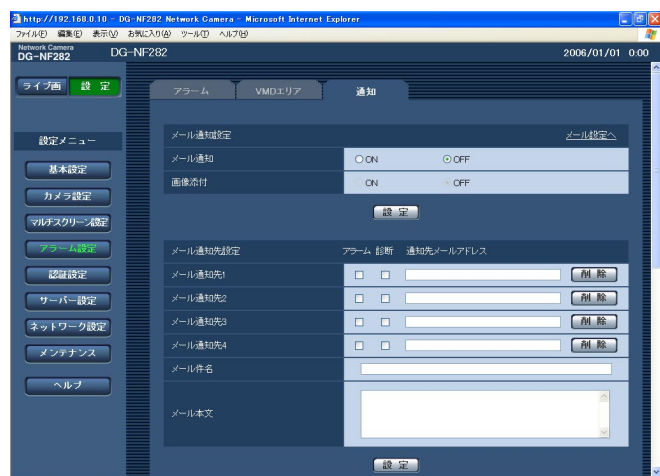 http://192.168.0.10 - DG-NF282 Network Camera - Microsoft Internet Explorer
ファイル(F) 編集(E) 表示(V) お気に入り(A) ツール(T) ヘルプ(H)
Network Camera
DG-NF282
DG-NF282
2006/01/01 0:00
ライブ画 設 定
アラーム VMDエリア 通知
設定メニュー
基本設定
カメラ設定
マルチスクリーン設定
アラーム設定
認証設定
サーバー設定
ネットワーク設定
メンテナンス
ヘルプ
メール通知設定 メール設定へ
メール通知 ON OFF
画像添付 ON OFF
設 定
メール通知先設定 アラーム 診断 通知先メールアドレス
メール通知先1 削 除
メール通知先2 削 除
メール通知先3 削 除
メール通知先4 削 除
メール件名
メール本文
設 定